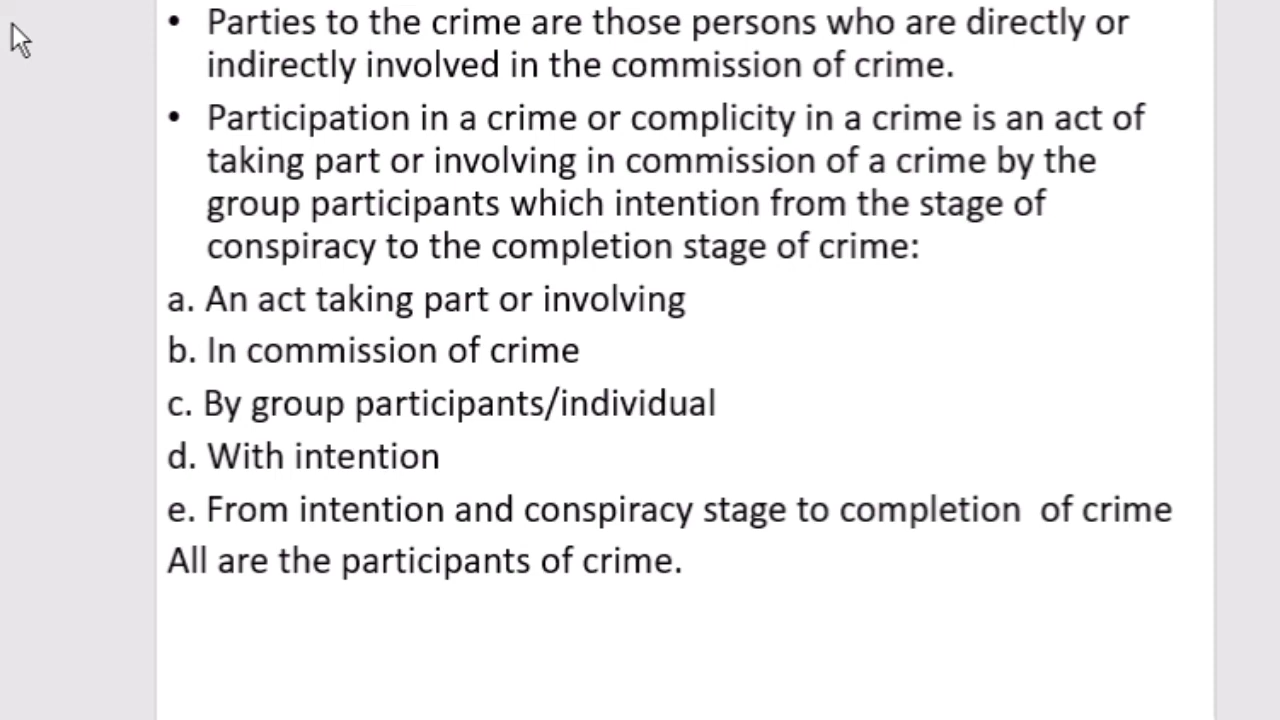 • Parties to the crime are those persons who are directly or
indirectly involved in the commission of crime.
• Participation in a crime or complicity in a crime is an act of
taking part or involving in commission of a crime by the
group participants which intention from the stage of
conspiracy to the completion stage of crime:
a. An act taking part or involving
b. In commission of crime
c. By group participants/individual
d. With intention
e. From intention and conspiracy stage to completion  of crime
All are the participants of crime.